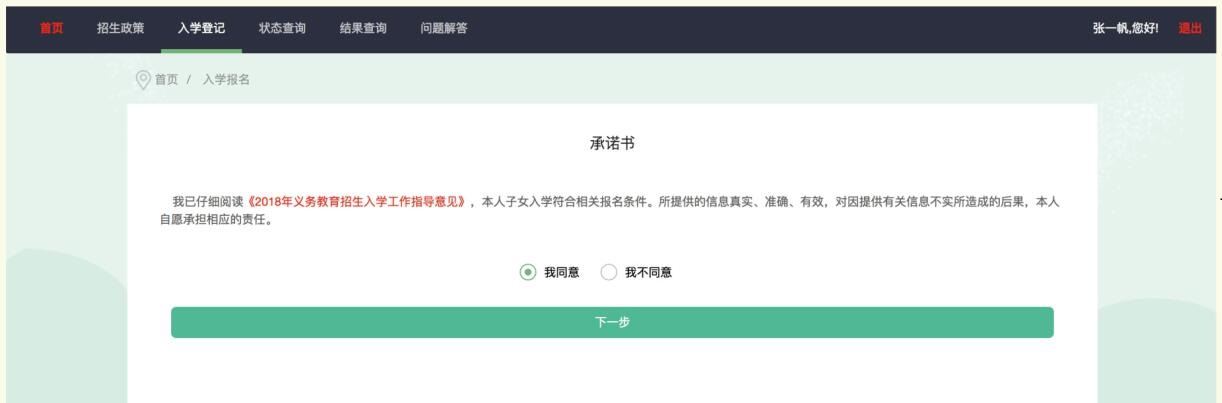 首页 招生政策 入学登记 状态查询 结果查询 问题解答 张一帆,您好! 退出
首页 / 入学报名
承诺书
我已仔细阅读《2018年义务教育招生入学工作指导意见》，本人子女入学符合相关报名条件。所提供的信息真实、准确、有效，对因提供有关信息不实所造成的后果，本人
自愿承担相应的责任。
我同意 我不同意
下一步